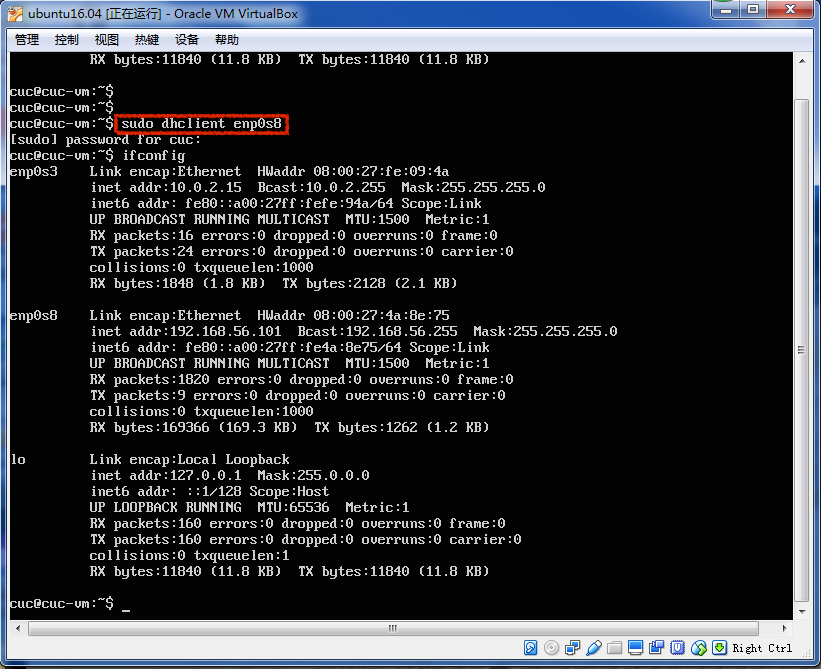 ubuntu16.04 [正在运行] - Oracle VM VirtualBox
管理 控制 视图 热键 设备 帮助
RX bytes:11840 (11.8 KB)  TX bytes:11840 (11.8 KB)
cuc@cuc-vm:~$
cuc@cuc-vm:~$
cuc@cuc-vm:~$ sudo dhclient enp0s8
[sudo] password for cuc:
cuc@cuc-vm:~$ ifconfig
enp0s3    Link encap:Ethernet  HWaddr 08:00:27:fe:09:4a
inet addr:10.0.2.15  Bcast:10.0.2.255  Mask:255.255.255.0
inet6 addr: fe80::a00:27ff:fefe:94a/64 Scope:Link
UP BROADCAST RUNNING MULTICAST  MTU:1500  Metric:1
RX packets:16 errors:0 dropped:0 overruns:0 frame:0
TX packets:24 errors:0 dropped:0 overruns:0 carrier:0
collisions:0 txqueuelen:1000
RX bytes:1848 (1.8 KB)  TX bytes:2128 (2.1 KB)
enp0s8    Link encap:Ethernet  HWaddr 08:00:27:4a:8e:75
inet addr:192.168.56.101  Bcast:192.168.56.255  Mask:255.255.255.0
inet6 addr: fe80::a00:27ff:fe4a:8e75/64 Scope:Link
UP BROADCAST RUNNING MULTICAST  MTU:1500  Metric:1
RX packets:1820 errors:0 dropped:0 overruns:0 frame:0
TX packets:9 errors:0 dropped:0 overruns:0 carrier:0
collisions:0 txqueuelen:1000
RX bytes:169366 (169.3 KB)  TX bytes:1262 (1.2 KB)
lo        Link encap:Local Loopback
inet addr:127.0.0.1  Mask:255.0.0.0
inet6 addr: ::1/128 Scope:Host
UP LOOPBACK RUNNING  MTU:65536  Metric:1
RX packets:160 errors:0 dropped:0 overruns:0 frame:0
TX packets:160 errors:0 dropped:0 overruns:0 carrier:0
collisions:0 txqueuelen:1
RX bytes:11840 (11.8 KB)  TX bytes:11840 (11.8 KB)
cuc@cuc-vm:~$ _
Right Ctrl